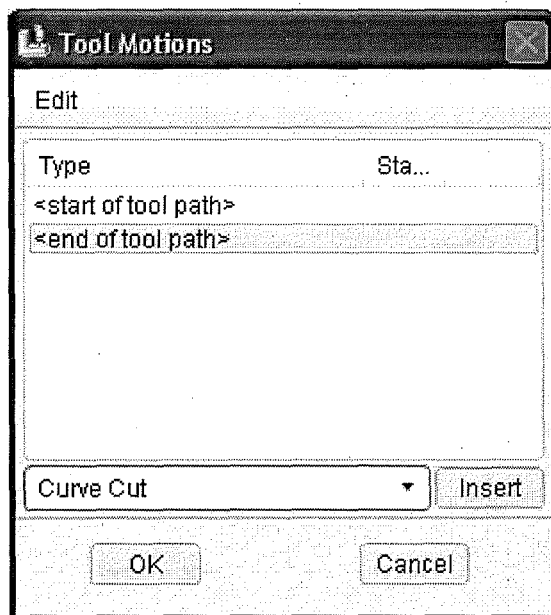 Tool Motions
Edit
Type Sta...
<start of tool path>
<end of tool path>
Curve Cut Insert
OK Cancel